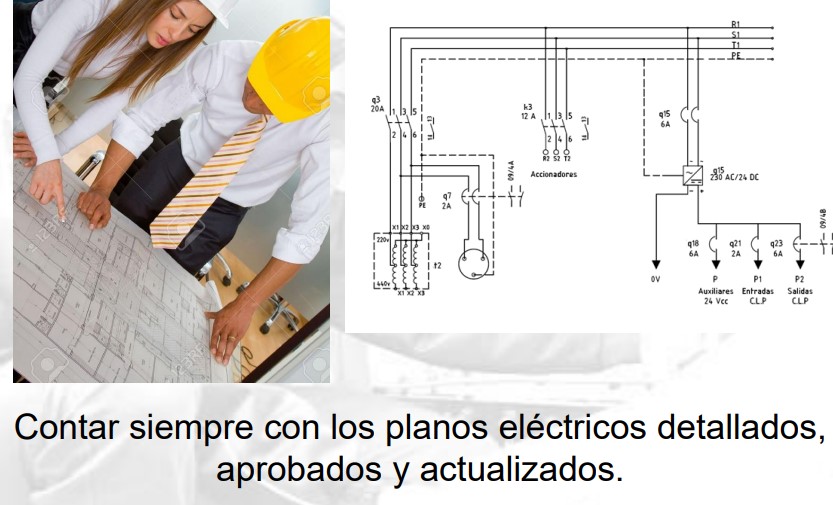 R1
S1
T1
PE
q3
20A
1 3 5
2 4 6
k3
12 A
1 3 5
2 4 6
R2 S2 T2
Accionadores
q15
6A
q15
230 AC/24 DC
09/4A
q7
2A
PE
X1 X2 X3 X0
220v
t2
440v
X1 X2 X3
09/4B
q18
6A
q21
2A
q23
6A
0V
P
Auxiliares
24 Vcc
P1
Entradas
C.L.P
P2
Salidas
C.L.P
Contar siempre con los planos eléctricos detallados,
aprobados y actualizados.